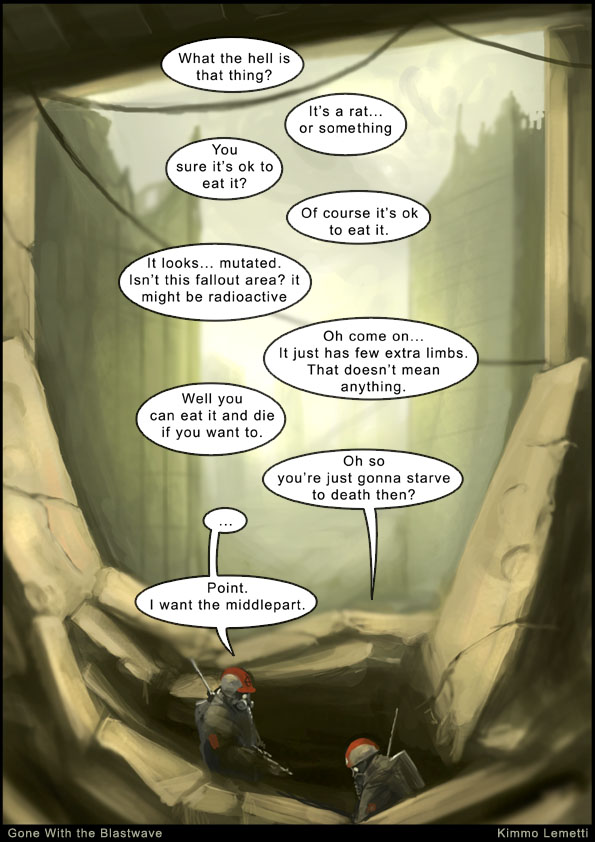 What the hell is
that thing?
It's a rat...
or something
You
sure it's ok to
eat it?
Of course it's ok
to eat it.
It looks... mutated.
Isn't this fallout area? it
might be radioactive
Oh come on...
It just has few extra limbs.
That doesn't mean
anything.
Well you
can eat it and die
if you want to.
Oh so
you're just gonna starve
to death then?
...
Point.
I want the middlepart.
Gone With the Blastwave
Kimmo Lemetti